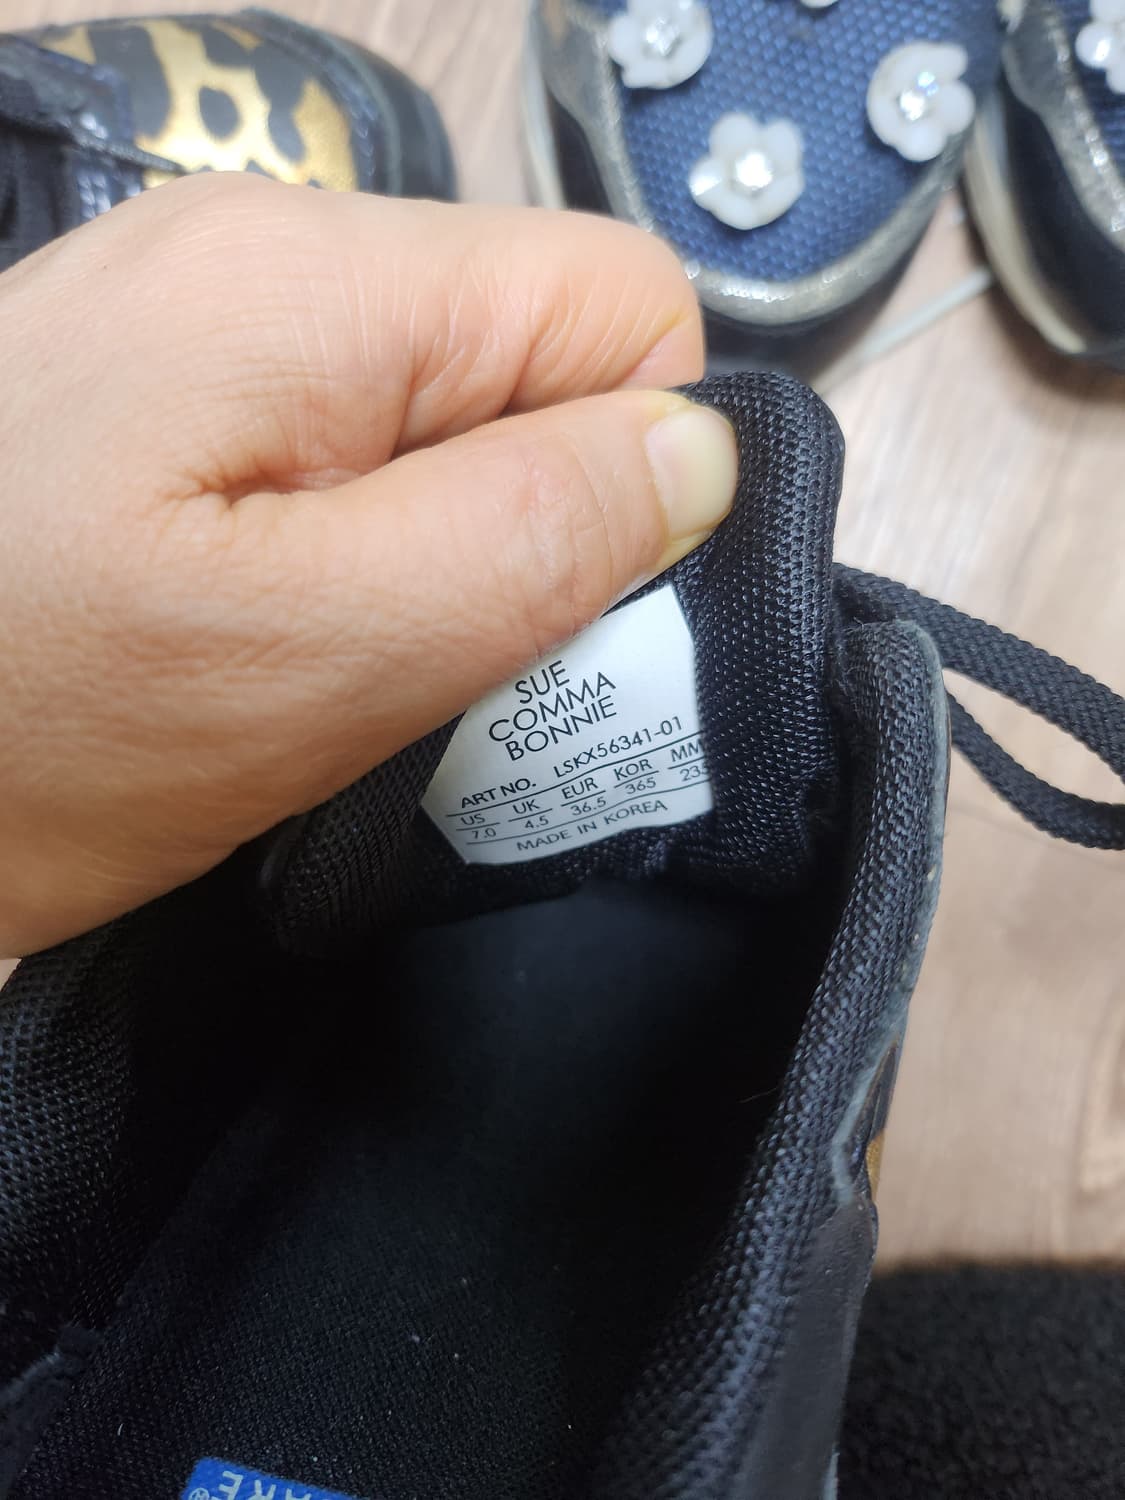 SUE
COMMA
BONNIE
ART NO. LSKX56341-01
US UK EUR KOR MM
7.0 4.5 36.5 365
MADE IN KOREA